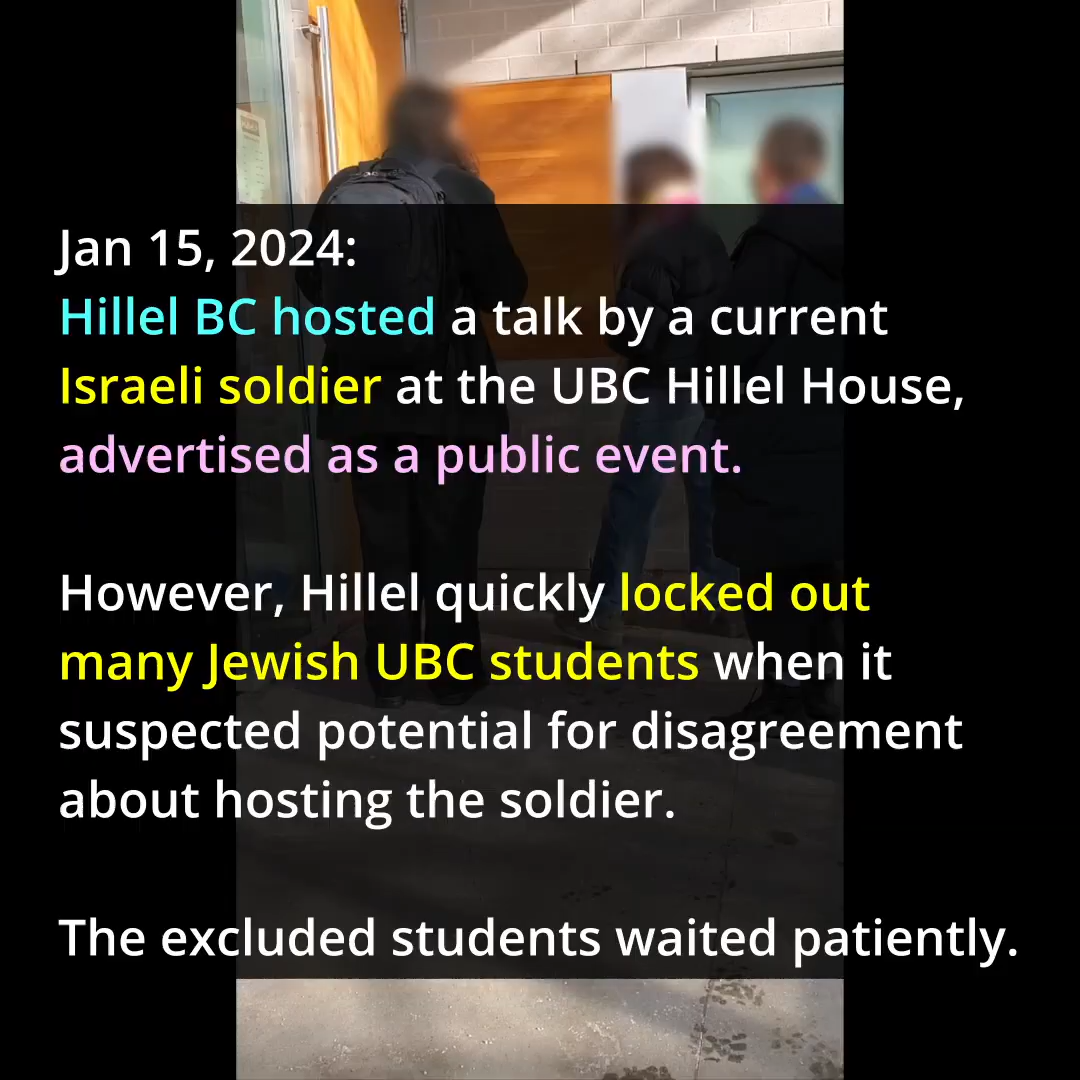 Jan 15, 2024:
Hillel BC hosted a talk by a current
Israeli soldier at the UBC Hillel House,
advertised as a public event.
However, Hillel quickly locked out
many Jewish UBC students when it
suspected potential for disagreement
about hosting the soldier.
The excluded students waited patiently.